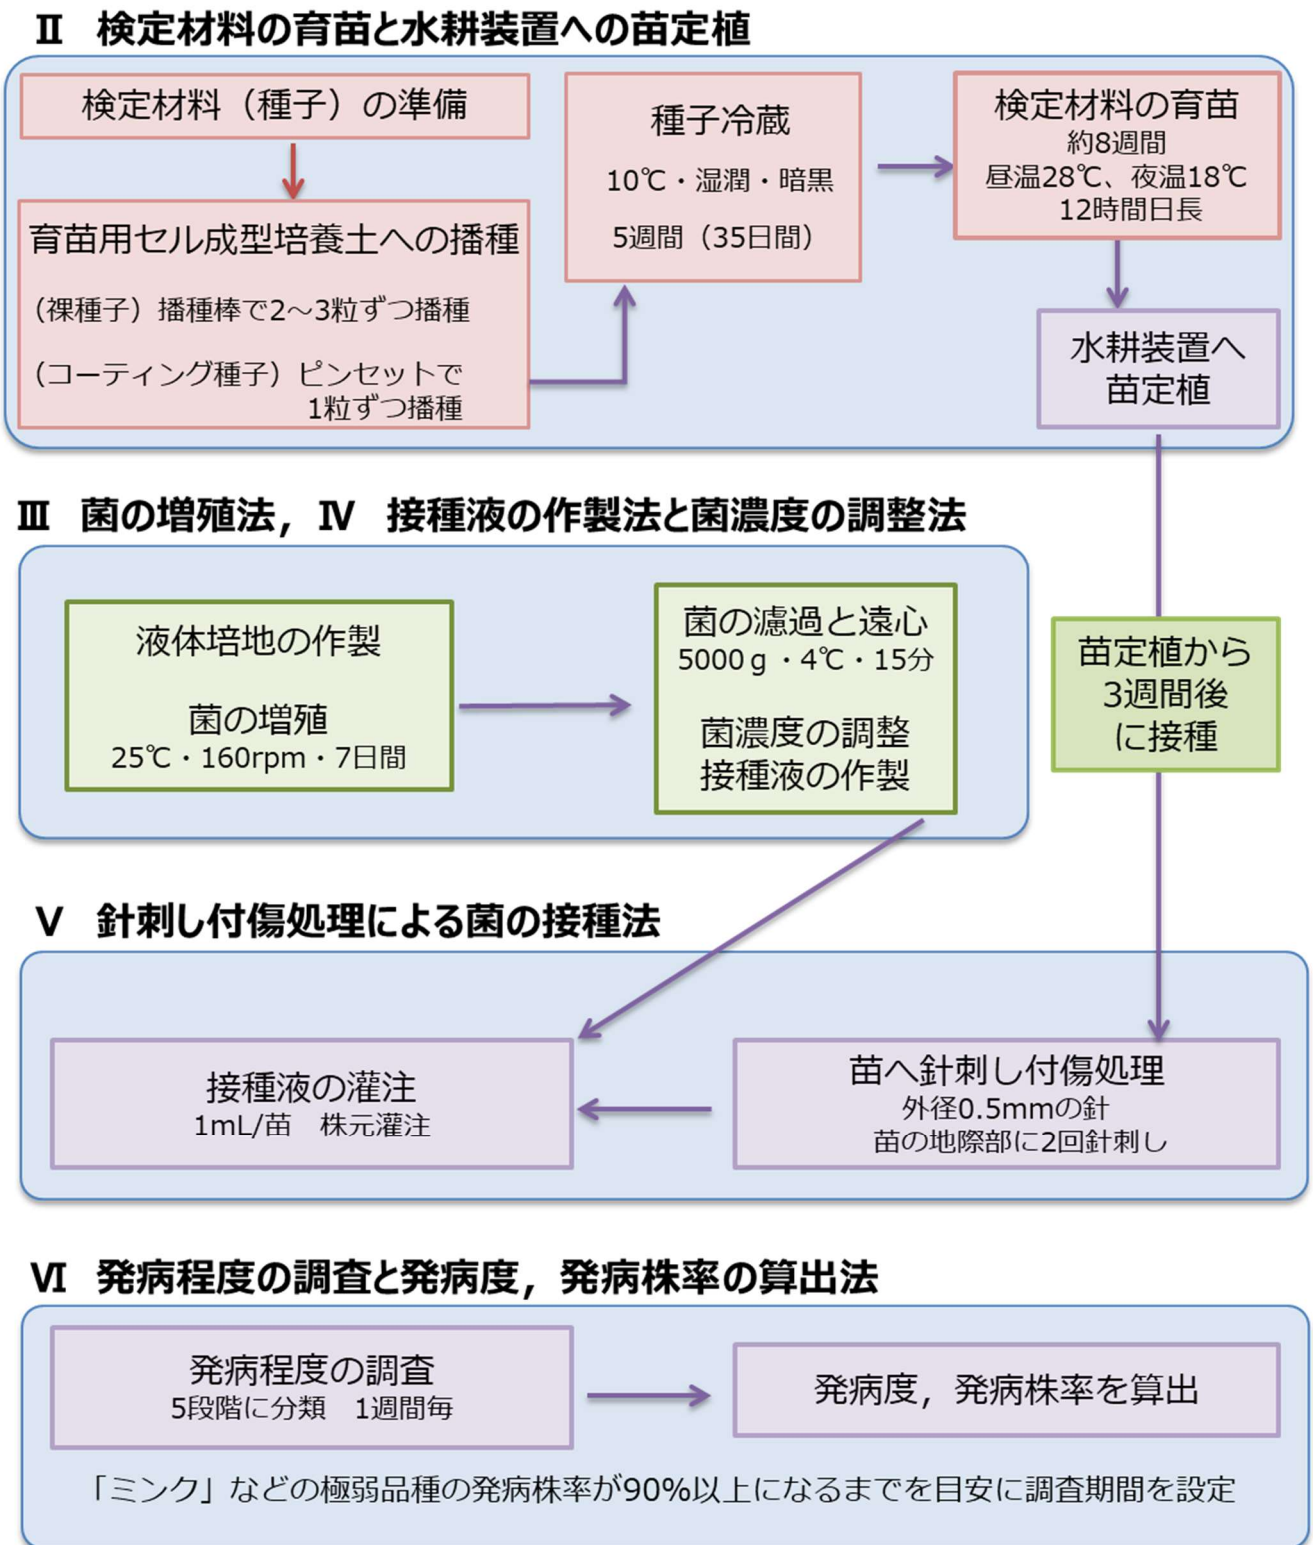 Ⅱ 検定材料の育苗と水耕装置への苗定植
検定材料（種子）の準備
育苗用セル成型培養土への播種
（裸種子）播種棒で2～3粒ずつ播種
（コーティング種子）ピンセットで
1粒ずつ播種
種子冷蔵
10℃・湿潤・暗黒
5週間（35日間）
検定材料の育苗
約8週間
昼温28℃、夜温18℃
12時間日長
水耕装置へ
苗定植
Ⅲ 菌の増殖法，Ⅳ 接種液の作製法と菌濃度の調整法
液体培地の作製
菌の増殖
25℃・160rpm・7日間
菌の濾過と遠心
5000ｇ・4℃・15分
菌濃度の調整
接種液の作製
苗定植から
3週間後
に接種
Ⅴ 針刺し付傷処理による菌の接種法
接種液の灌注
1mL/苗 株元灌注
苗へ針刺し付傷処理
外径0.5mmの針
苗の地際部に2回針刺し
Ⅵ 発病程度の調査と発病度，発病株率の算出法
発病程度の調査
5段階に分類 1週間毎
発病度，発病株率を算出
「ミンク」などの極弱品種の発病株率が90%以上になるまでを目安に調査期間を設定